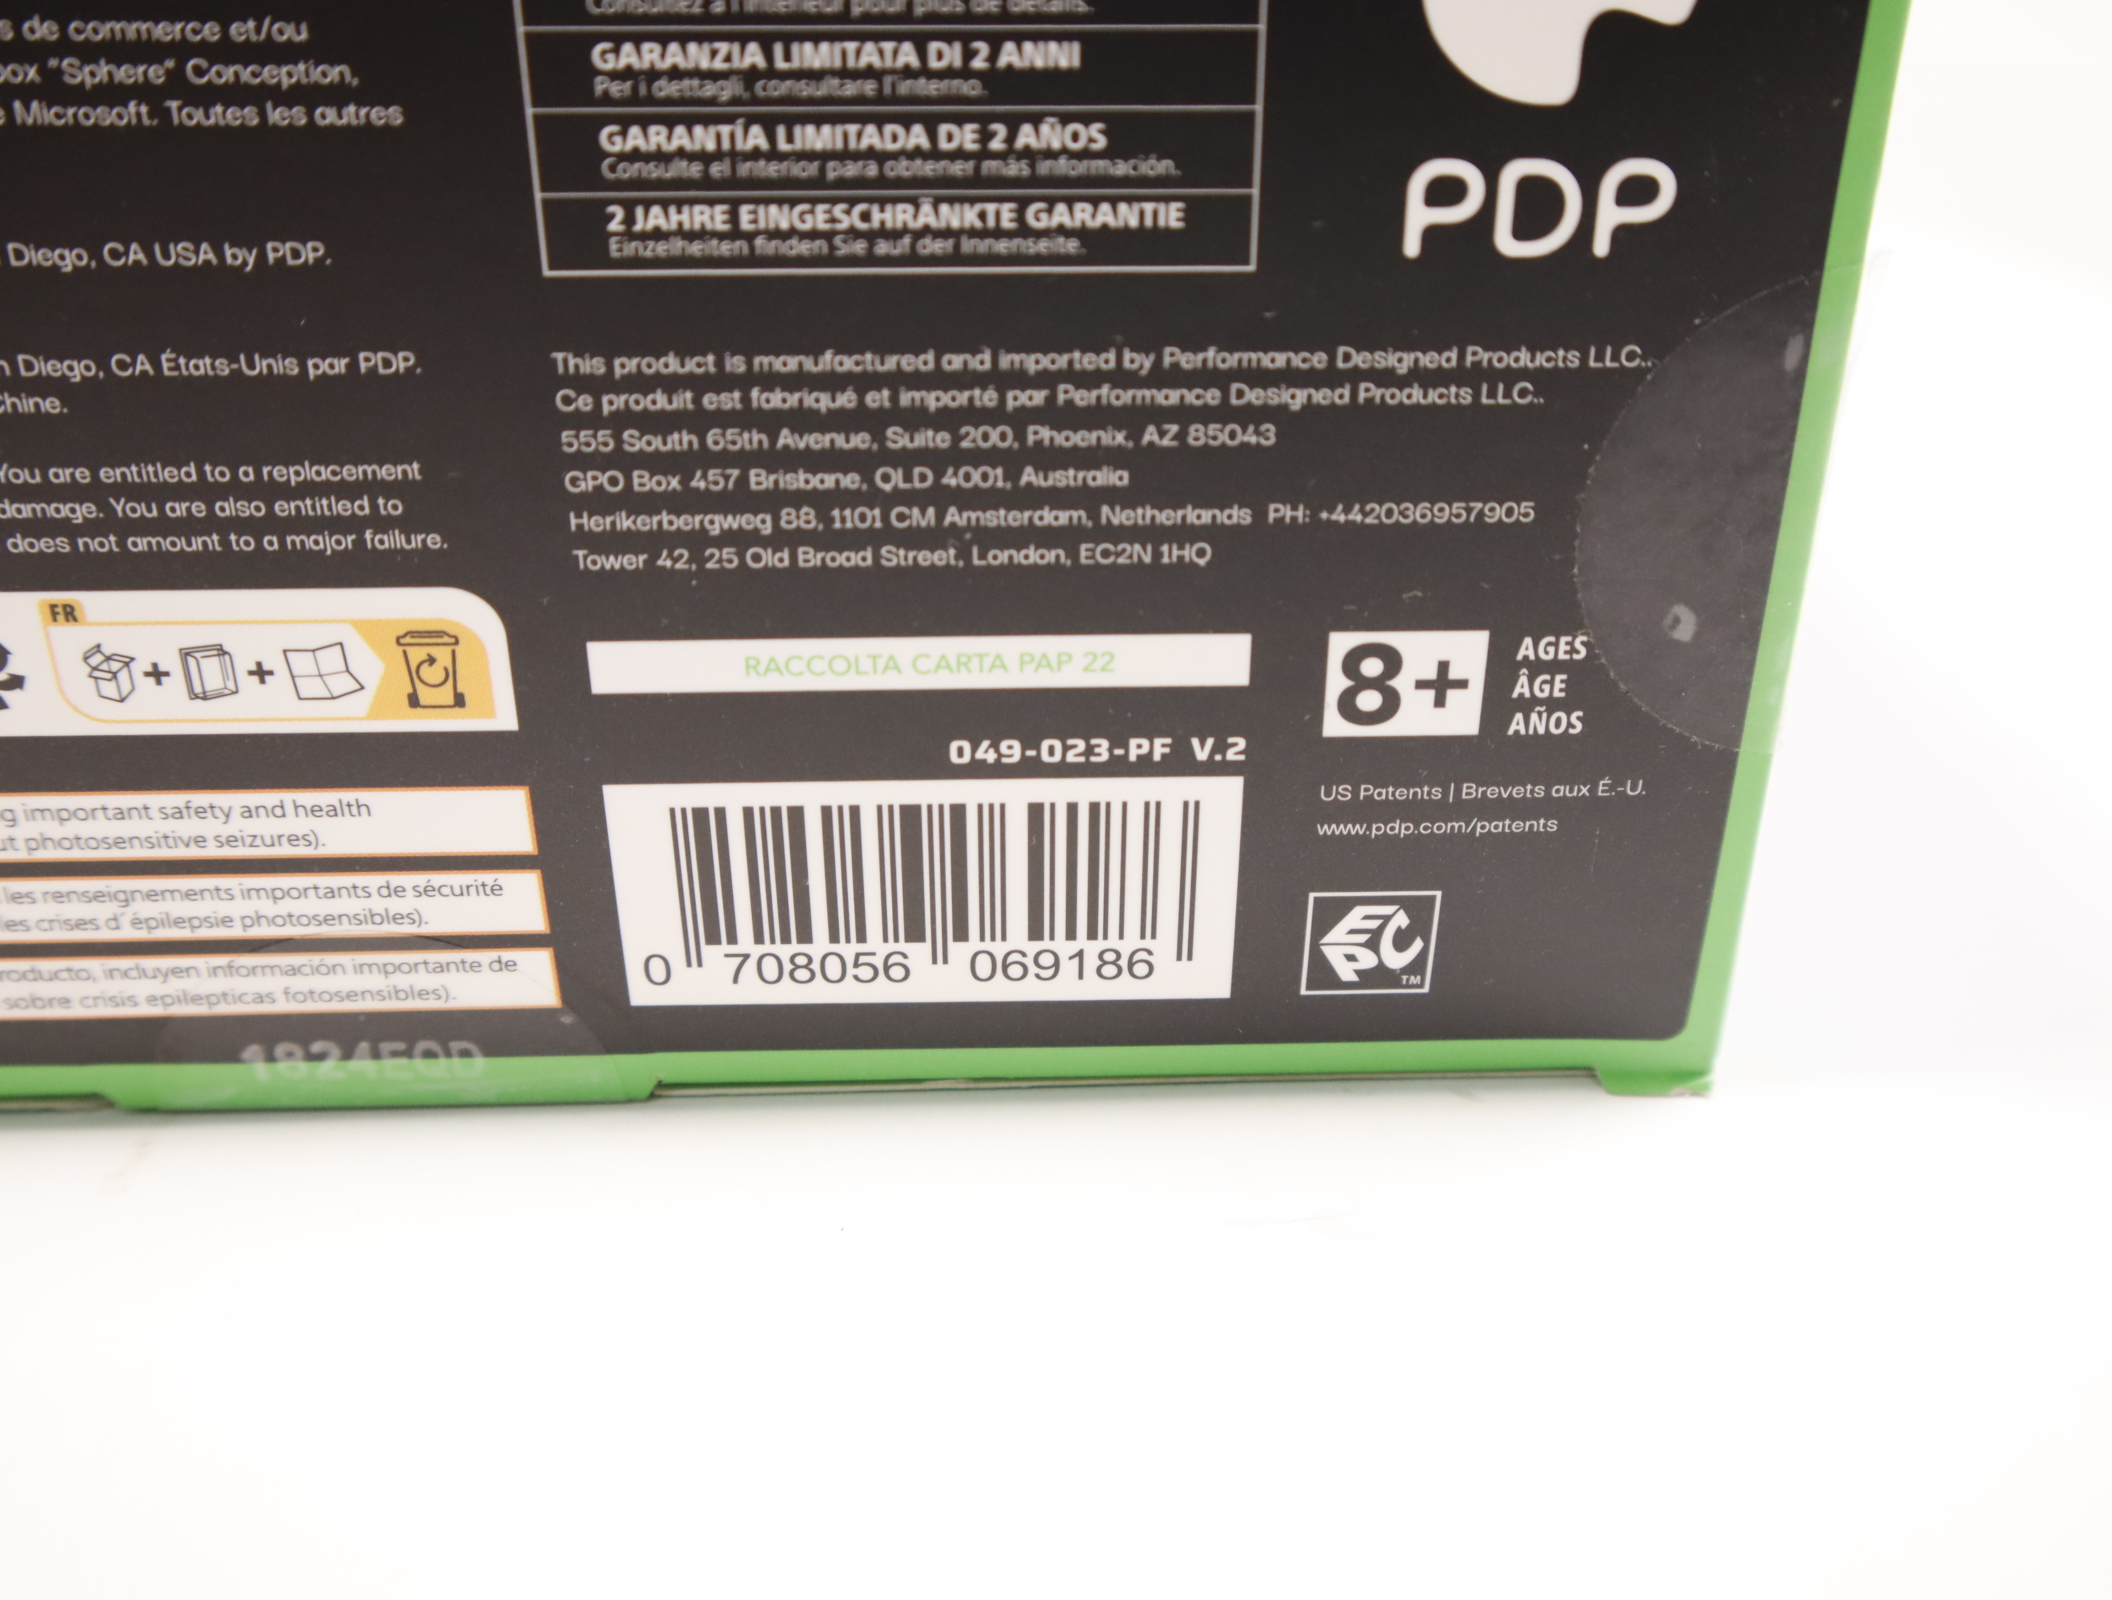 s de commerce et/ou
box "Sphere" Conception,
Microsoft. Toutes les autres
Diego, CA USA by PDP.
Diego, CA États-Unis par PDP.
Chine.
You are entitled to a replacement
damage. You are also entitled to
does not amount to a major failure.
FR
g important safety and health
ut photosensitive seizures).
les renseignements importants de sécurité
les crises d'épilepsie photosensibles).
roducto, incluyen información importante de
sobre crisis epilepticas fotosensibles).
1824EQD
Consultez à l'intérieur pour plus de détails.
GARANZIA LIMITATA DI 2 ANNI
Per i dettagli, consultare l'interno.
GARANTÍA LIMITADA DE 2 AÑOS
Consulte el interior para obtener más información.
2 JAHRE EINGESCHRÄNKTE GARANTIE
Einzelheiten finden Sie auf der Innenseite.
PDP
This product is manufactured and imported by Performance Designed Products LLC..
Ce produit est fabriqué et importé par Performance Designed Products LLC..
555 South 65th Avenue, Suite 200, Phoenix, AZ 85043
GPO Box 457 Brisbane, QLD 4001, Australia
Herikerbergweg 88, 1101 CM Amsterdam, Netherlands PH: +442036957905
Tower 42, 25 Old Broad Street, London, EC2N 1HQ
RACCOLTA CARTA PAP 22
8+
AGES
ÂGE
AÑOS
049-023-PF V.2
0 708056 069186
US Patents | Brevets aux É.-U.
www.pdp.com/patents
EPC
TM